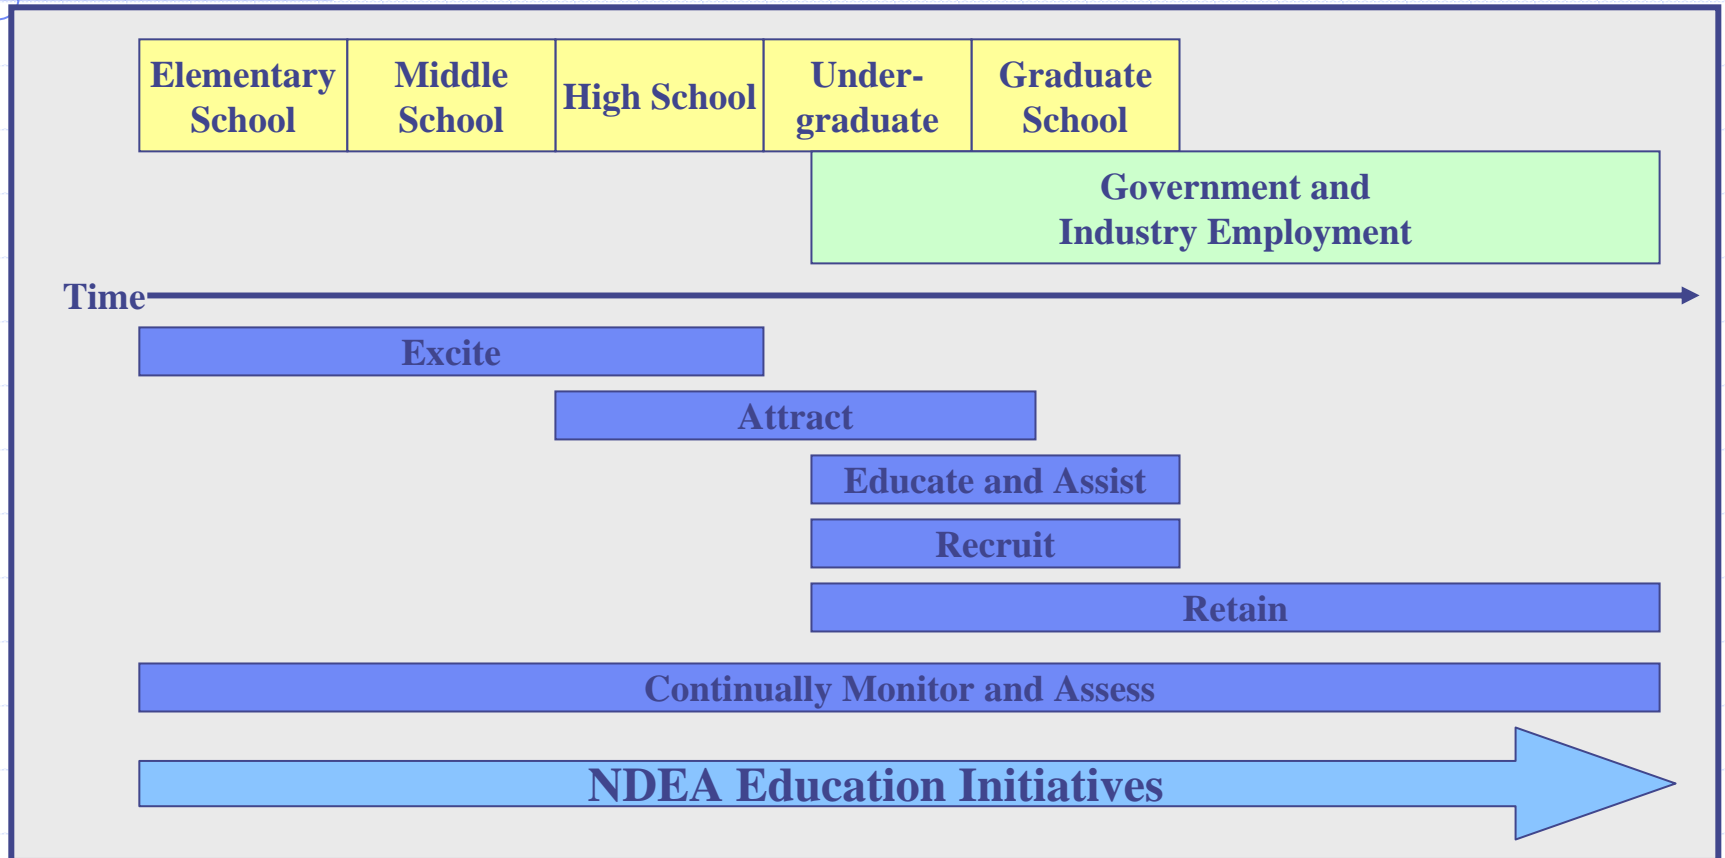 Elementary
School
Middle
School
High School
Under-
graduate
Graduate
School
Government and
Industry Employment
Time
Excite
Attract
Educate and Assist
Recruit
Retain
Continually Monitor and Assess
NDEA Education Initiatives